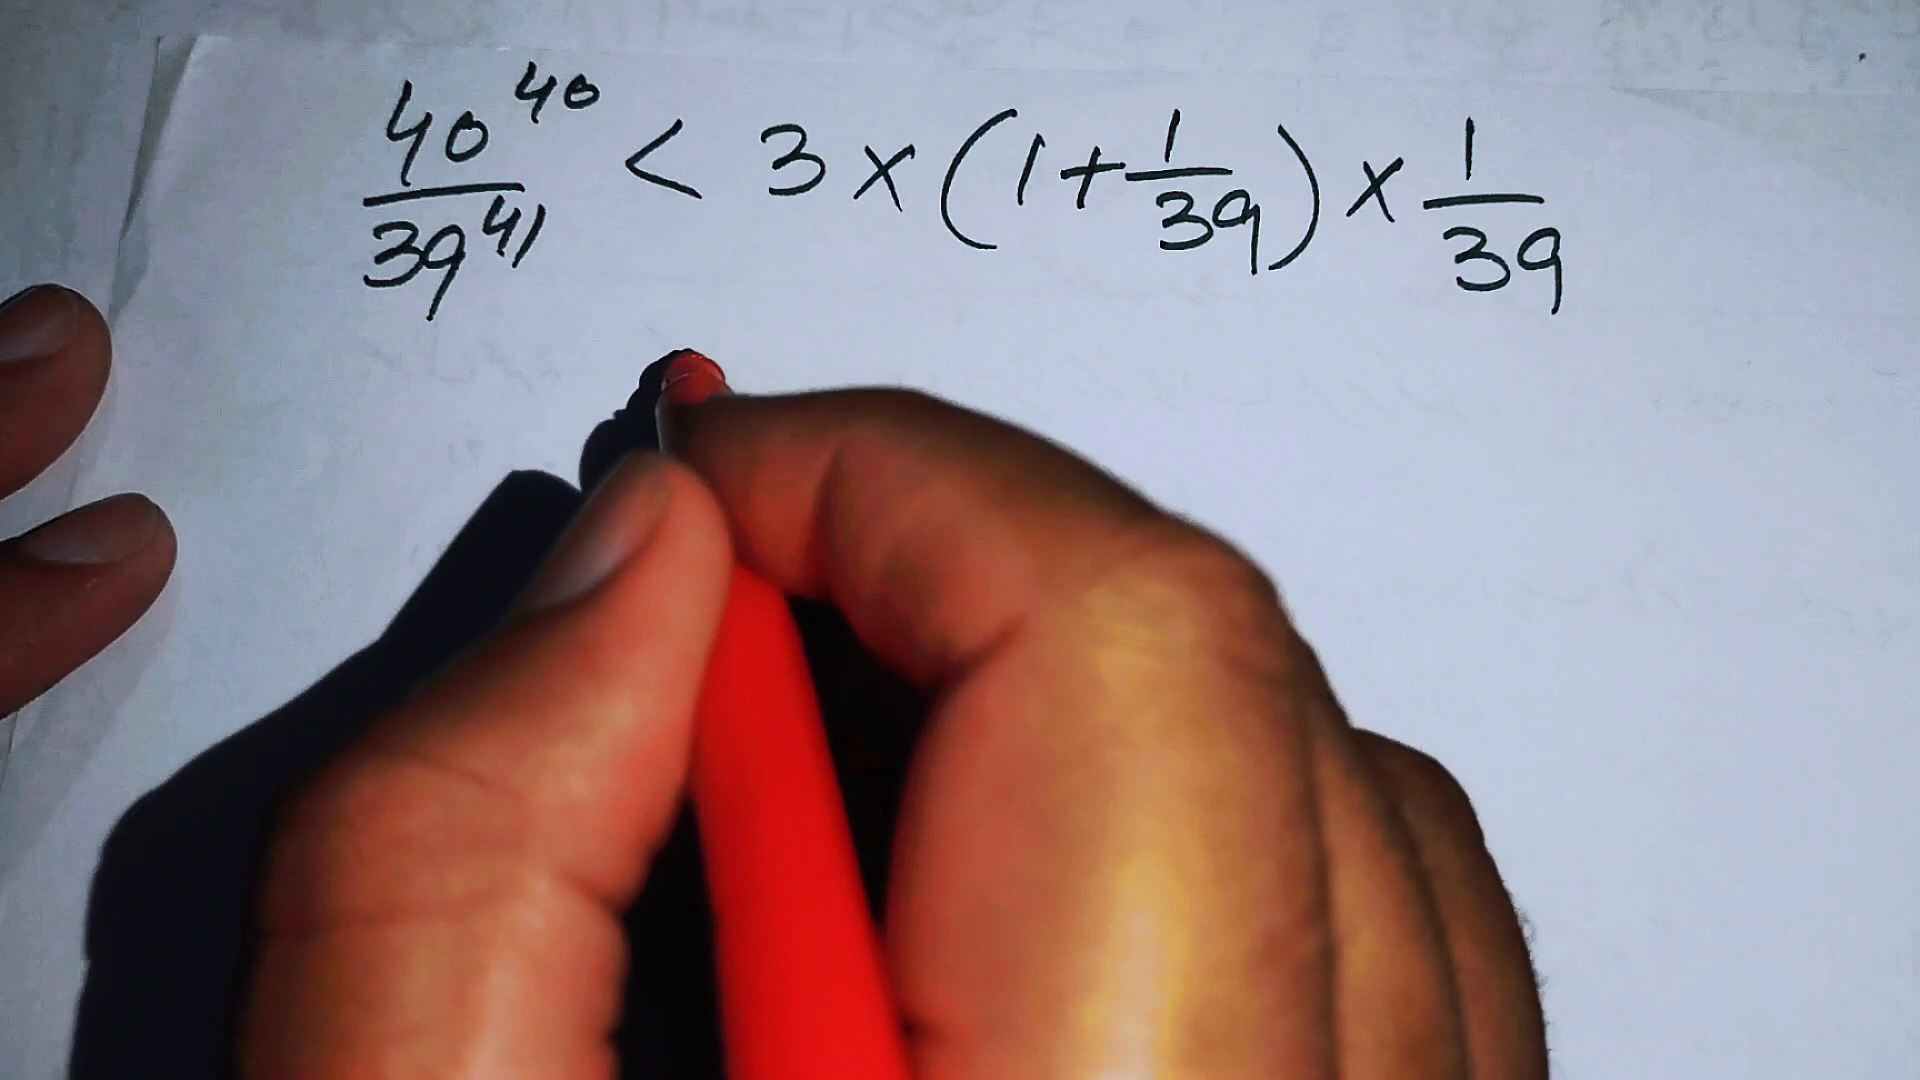 40^40 / 39^41 < 3 × (1 + 1/39) × 1/39